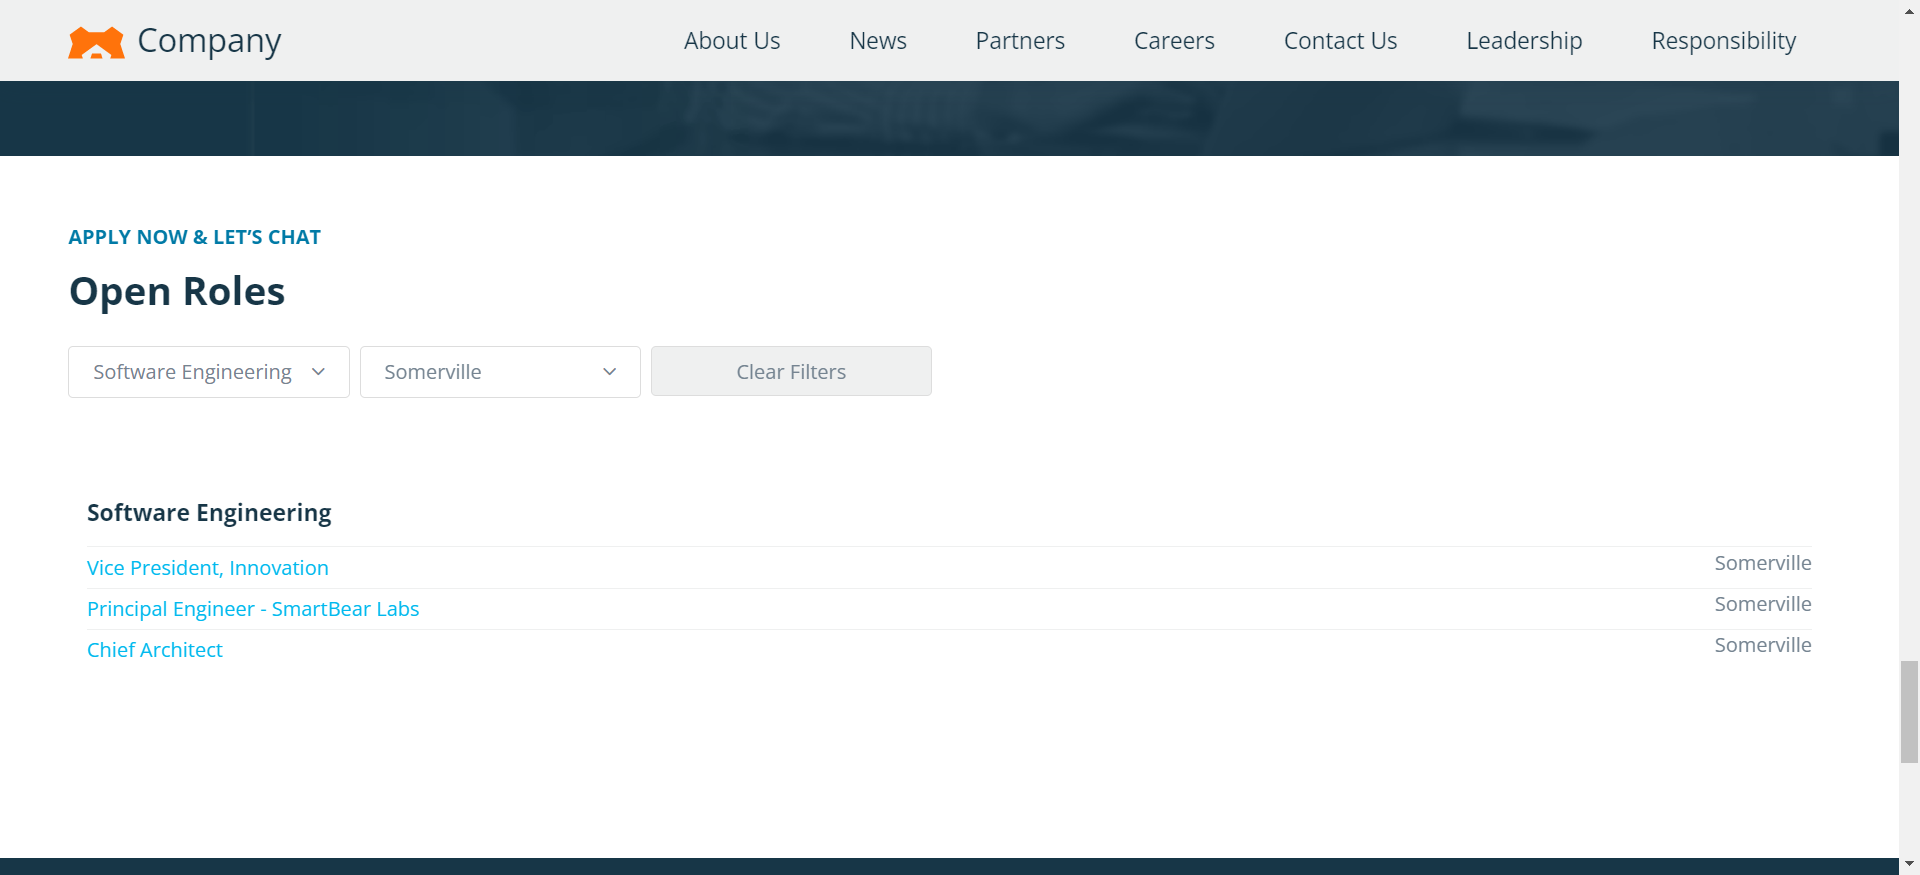 Company
About Us
News
Partners
Careers
Contact Us
Leadership
Responsibility
APPLY NOW & LET’S CHAT
Open Roles
Software Engineering
Somerville
Clear Filters
Software Engineering
Vice President, Innovation
Somerville
Principal Engineer - SmartBear Labs
Somerville
Chief Architect
Somerville